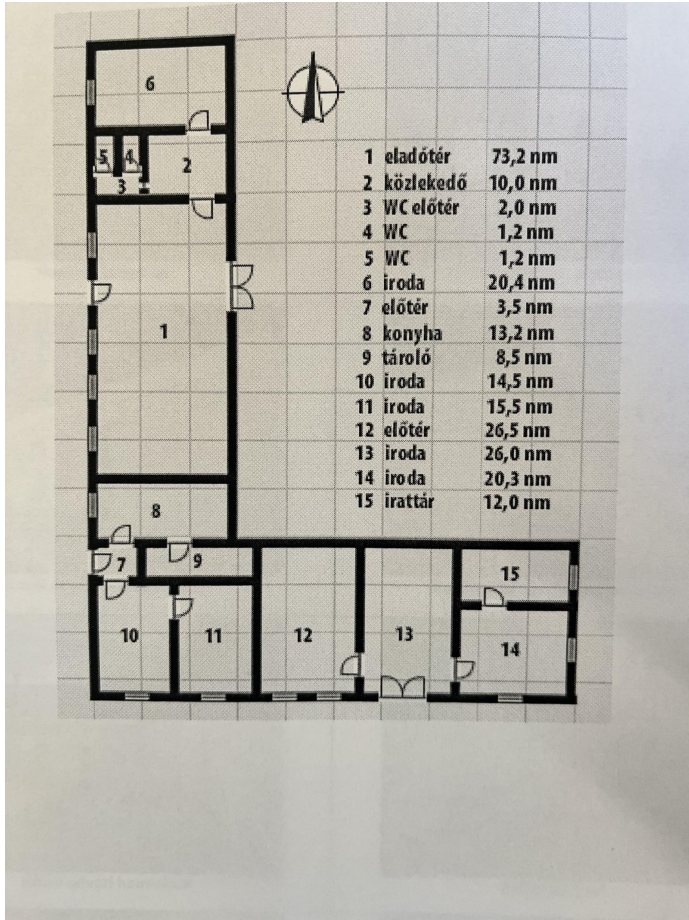 6
5
4
2
3
1
8
7
9
10
11
12
13
14
15
1 eladótér 73,2 nm
2 közlekedő 10,0 nm
3 WC előtér 2,0 nm
4 WC 1,2 nm
5 WC 1,2 nm
6 iroda 20,4 nm
7 előtér 3,5 nm
8 konyha 13,2 nm
9 tároló 8,5 nm
10 iroda 14,5 nm
11 iroda 15,5 nm
12 előtér 26,5 nm
13 iroda 26,0 nm
14 iroda 20,3 nm
15 irattár 12,0 nm